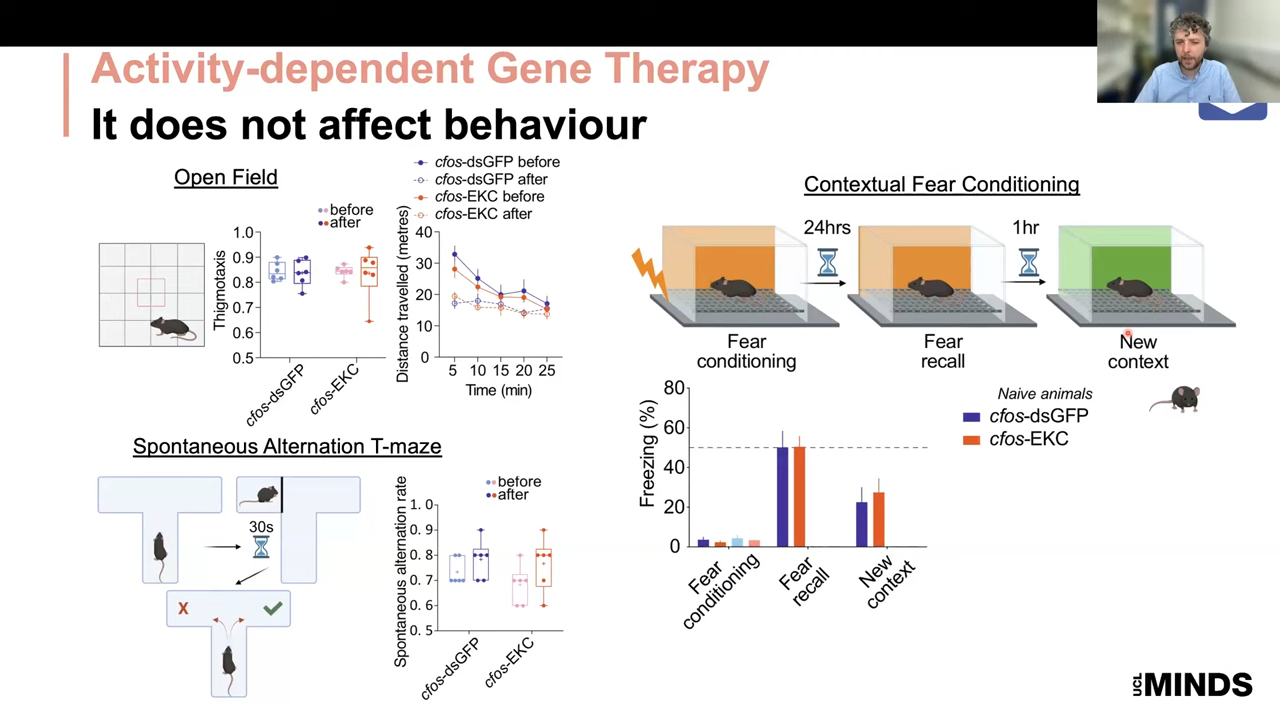 Activity-dependent Gene Therapy
It does not affect behaviour
Open Field
before
after
Thigmotaxis
1.0
0.9
0.8
0.7
0.6
0.5
cfos-dsGFP
cfos-EKC
cfos-dsGFP before
cfos-dsGFP after
cfos-EKC before
cfos-EKC after
Distance travelled (metres)
40
30
20
10
0
5 10 15 20 25
Time (min)
Spontaneous Alternation T-maze
30s
X
before
after
Spontaneous alternation rate
1.0
0.9
0.8
0.7
0.6
0.5
cfos-dsGFP
cfos-EKC
Contextual Fear Conditioning
24hrs
1hr
Fear
conditioning
Fear
recall
New
context
Freezing (%)
80
60
40
20
0
Fear
conditioning
Fear
recall
New
context
Naive animals
cfos-dsGFP
cfos-EKC
UCL MINDS